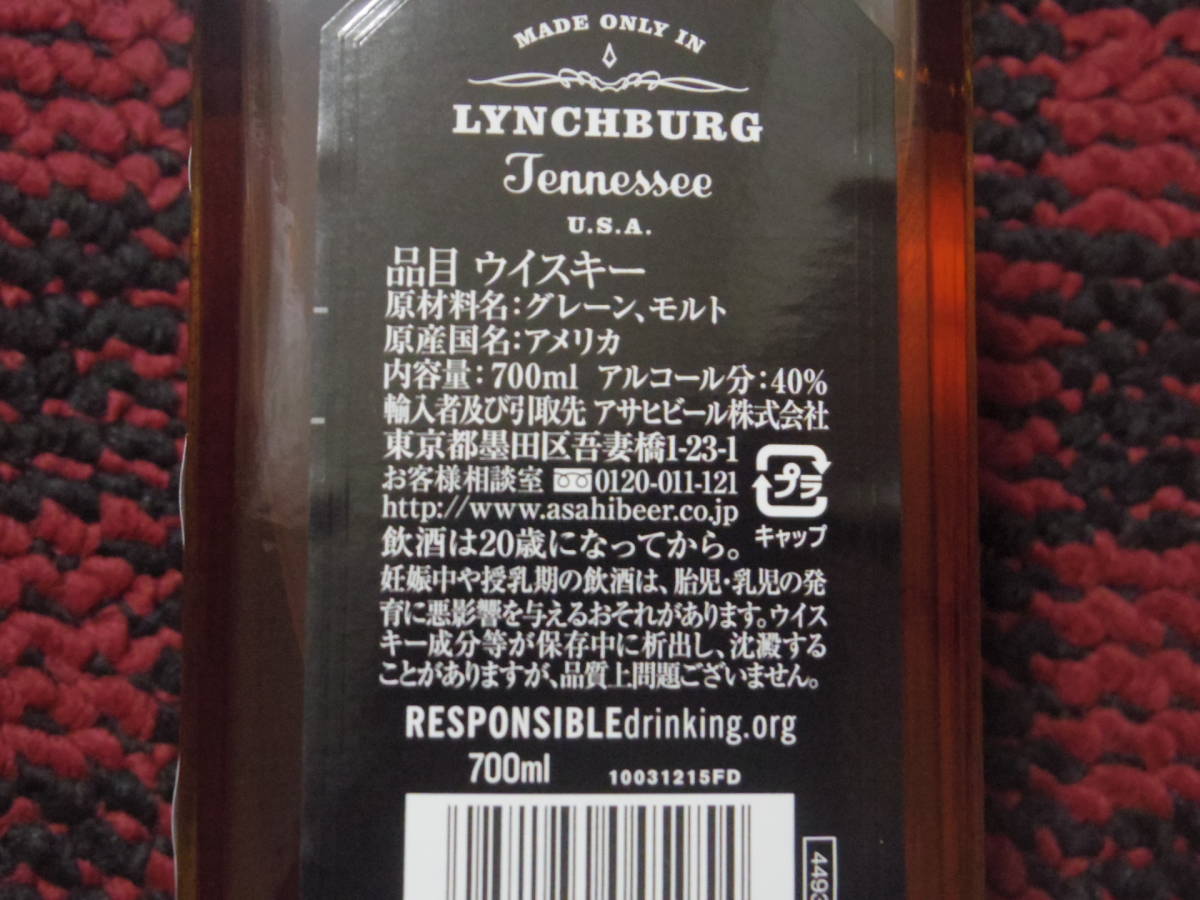 MADE ONLY IN
LYNCHBURG
Tennessee
U.S.A.
品目 ウイスキー
原材料名:グレーン、モルト
原産国名:アメリカ
内容量:700ml アルコール分:40%
輸入者及び引取先 アサヒビール株式会社
東京都墨田区吾妻橋1-23-1
お客様相談室 0120-011-121
http://www.asahibeer.co.jp
プラ
キャップ
飲酒は20歳になってから。
妊娠中や授乳期の飲酒は、胎児・乳児の発
育に悪影響を与えるおそれがあります。ウイス
キー成分等が保存中に析出し、沈澱する
ことがありますが、品質上問題ございません。
RESPONSIBLEdrinking.org
700ml 10031215FD